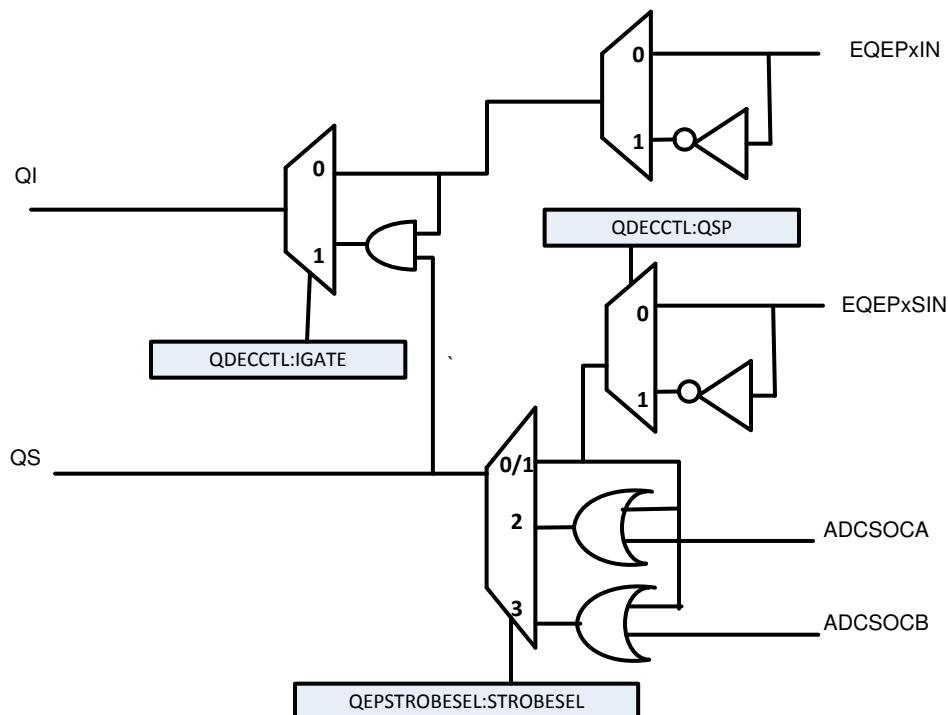 0
EQEPxIN
1
QI
0
1
QDECCTL:QSP
0
EQEPxSIN
QDECCTL:IGATE
`
1
QS
0/1
2
ADCSOCA
3
ADCSOCB
QEPSTROBESEL:STROBESEL